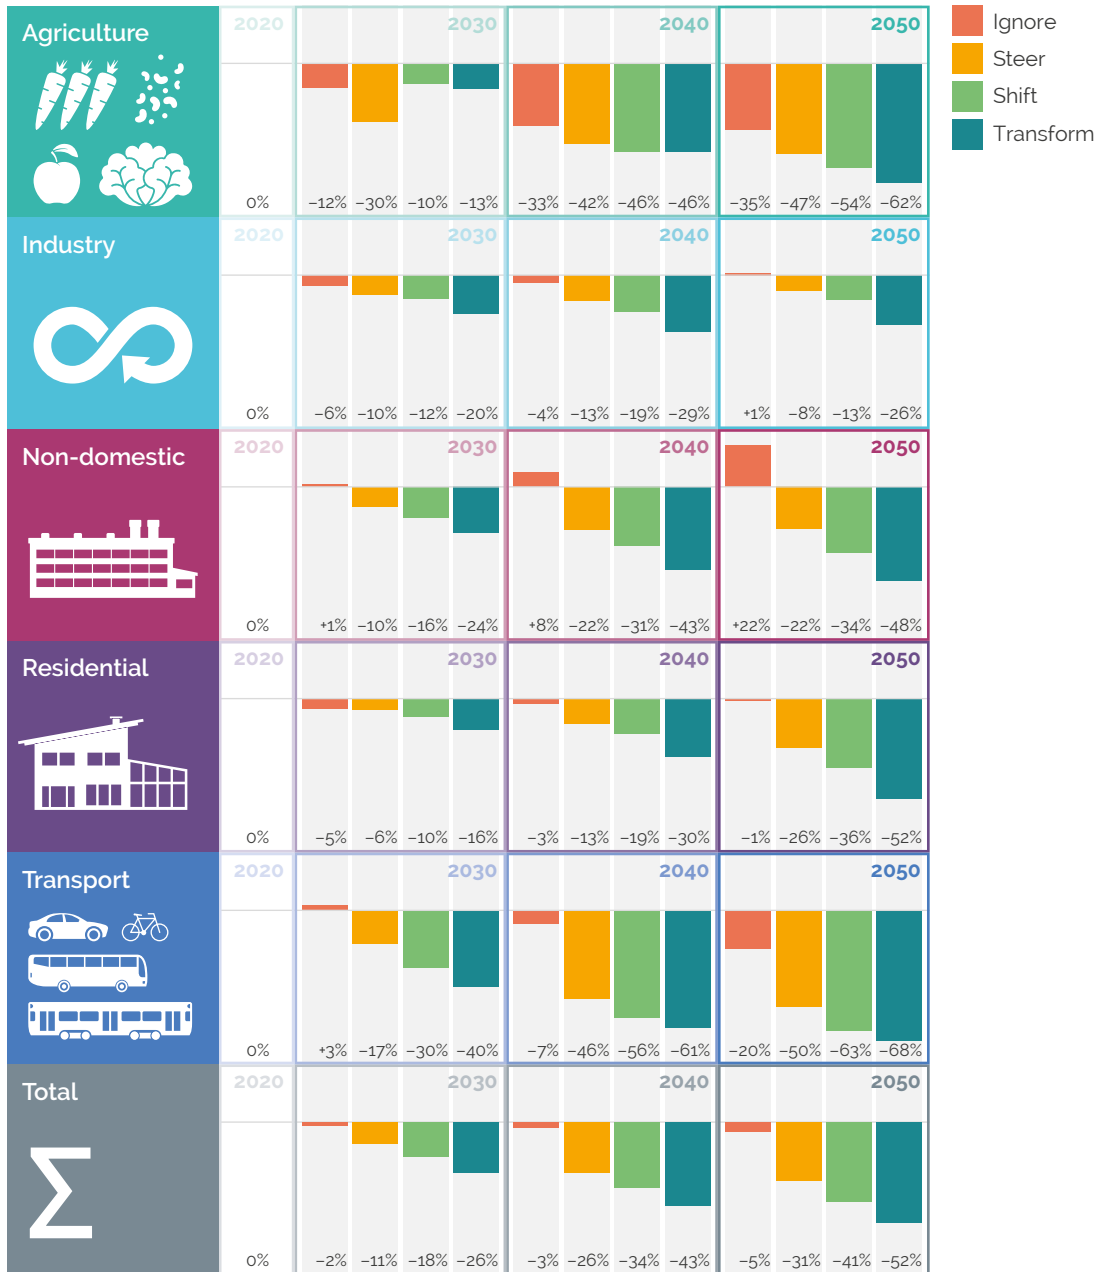 Agriculture 2020 2030 2040 2050
0% −12% −30% −10% −13% −33% −42% −46% −46% −35% −47% −54% −62%
Industry 2020 2030 2040 2050
0% −6% −10% −12% −20% −4% −13% −19% −29% +1% −8% −13% −26%
Non-domestic 2020 2030 2040 2050
0% +1% −10% −16% −24% +8% −22% −31% −43% +22% −22% −34% −48%
Residential 2020 2030 2040 2050
0% −5% −6% −10% −16% −3% −13% −19% −30% −1% −26% −36% −52%
Transport 2020 2030 2040 2050
0% +3% −17% −30% −40% −7% −46% −56% −61% −20% −50% −63% −68%
Total 2020 2030 2040 2050
0% −2% −11% −18% −26% −3% −26% −34% −43% −5% −31% −41% −52%
Ignore
Steer
Shift
Transform